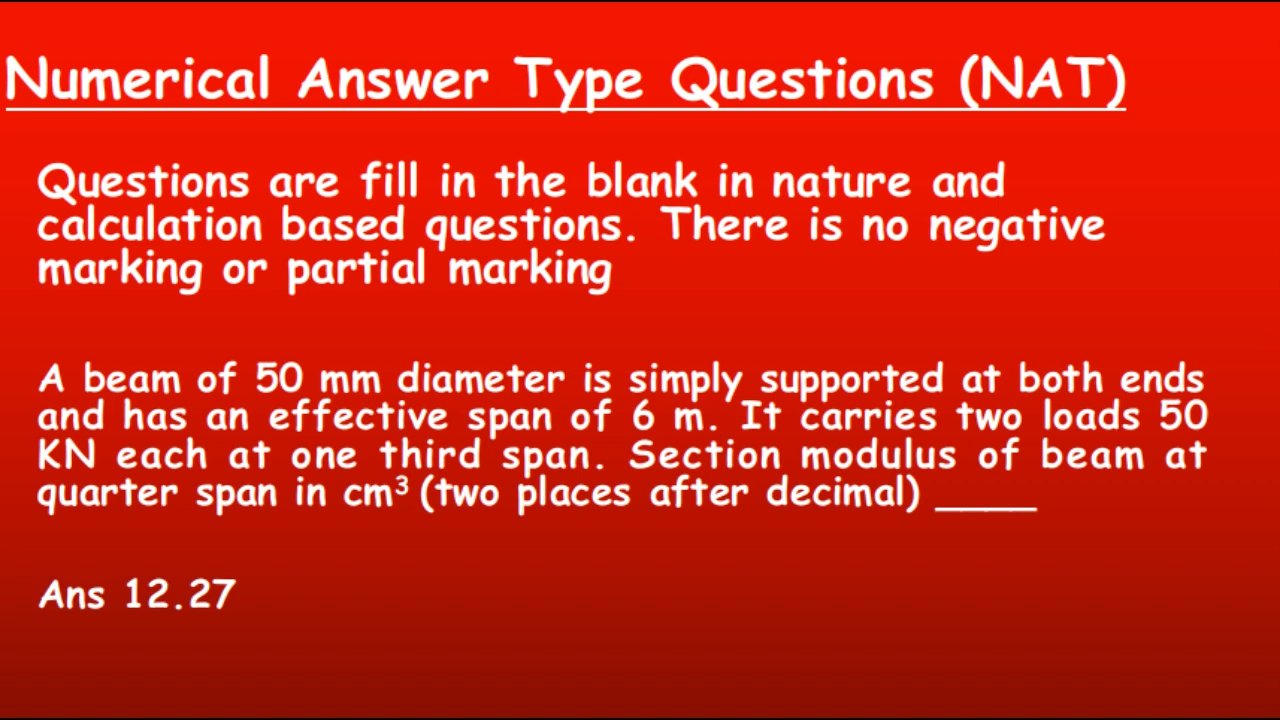 Numerical Answer Type Questions (NAT)
Questions are fill in the blank in nature and
calculation based questions. There is no negative
marking or partial marking
A beam of 50 mm diameter is simply supported at both ends
and has an effective span of 6 m. It carries two loads 50
KN each at one third span. Section modulus of beam at
quarter span in cm³ (two places after decimal) ____
Ans 12.27